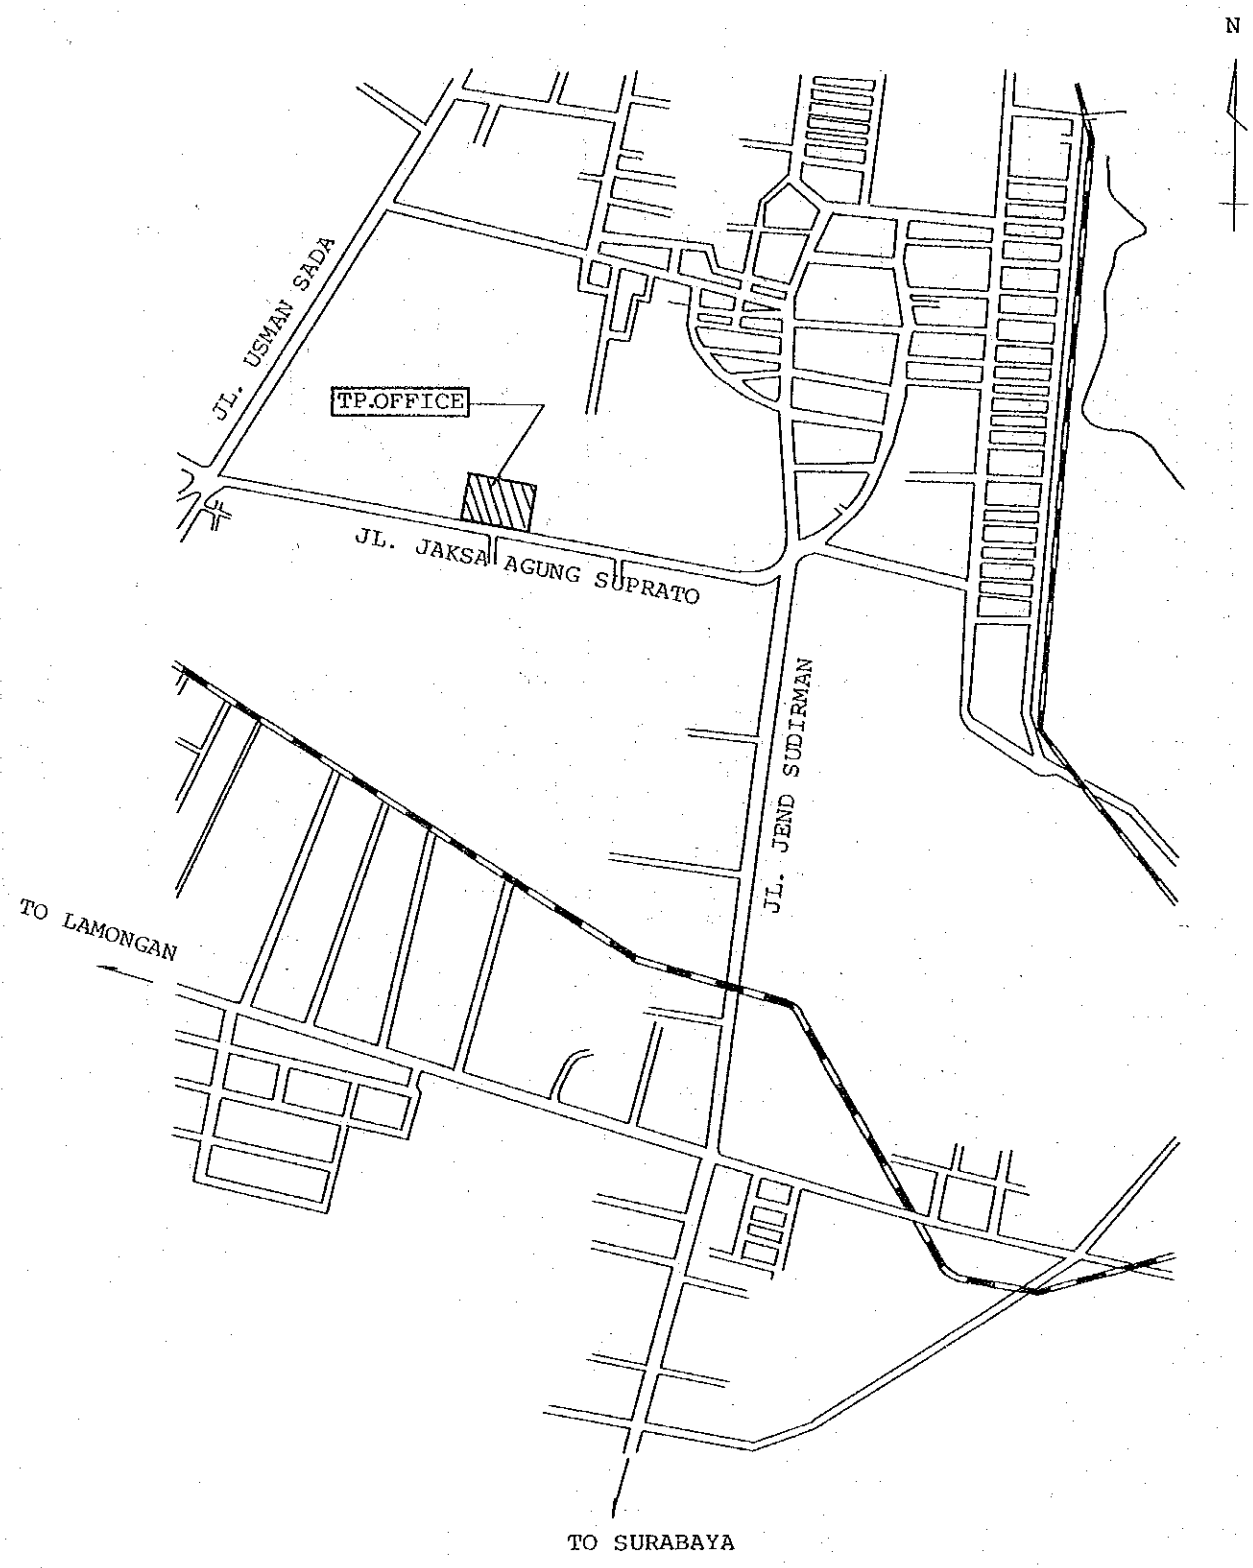 N
JL. USMAN SADA
TP.OFFICE
JL. JAKSA AGUNG SUPRATO
JL. JEND SUDIRMAN
TO LAMONGAN
TO SURABAYA